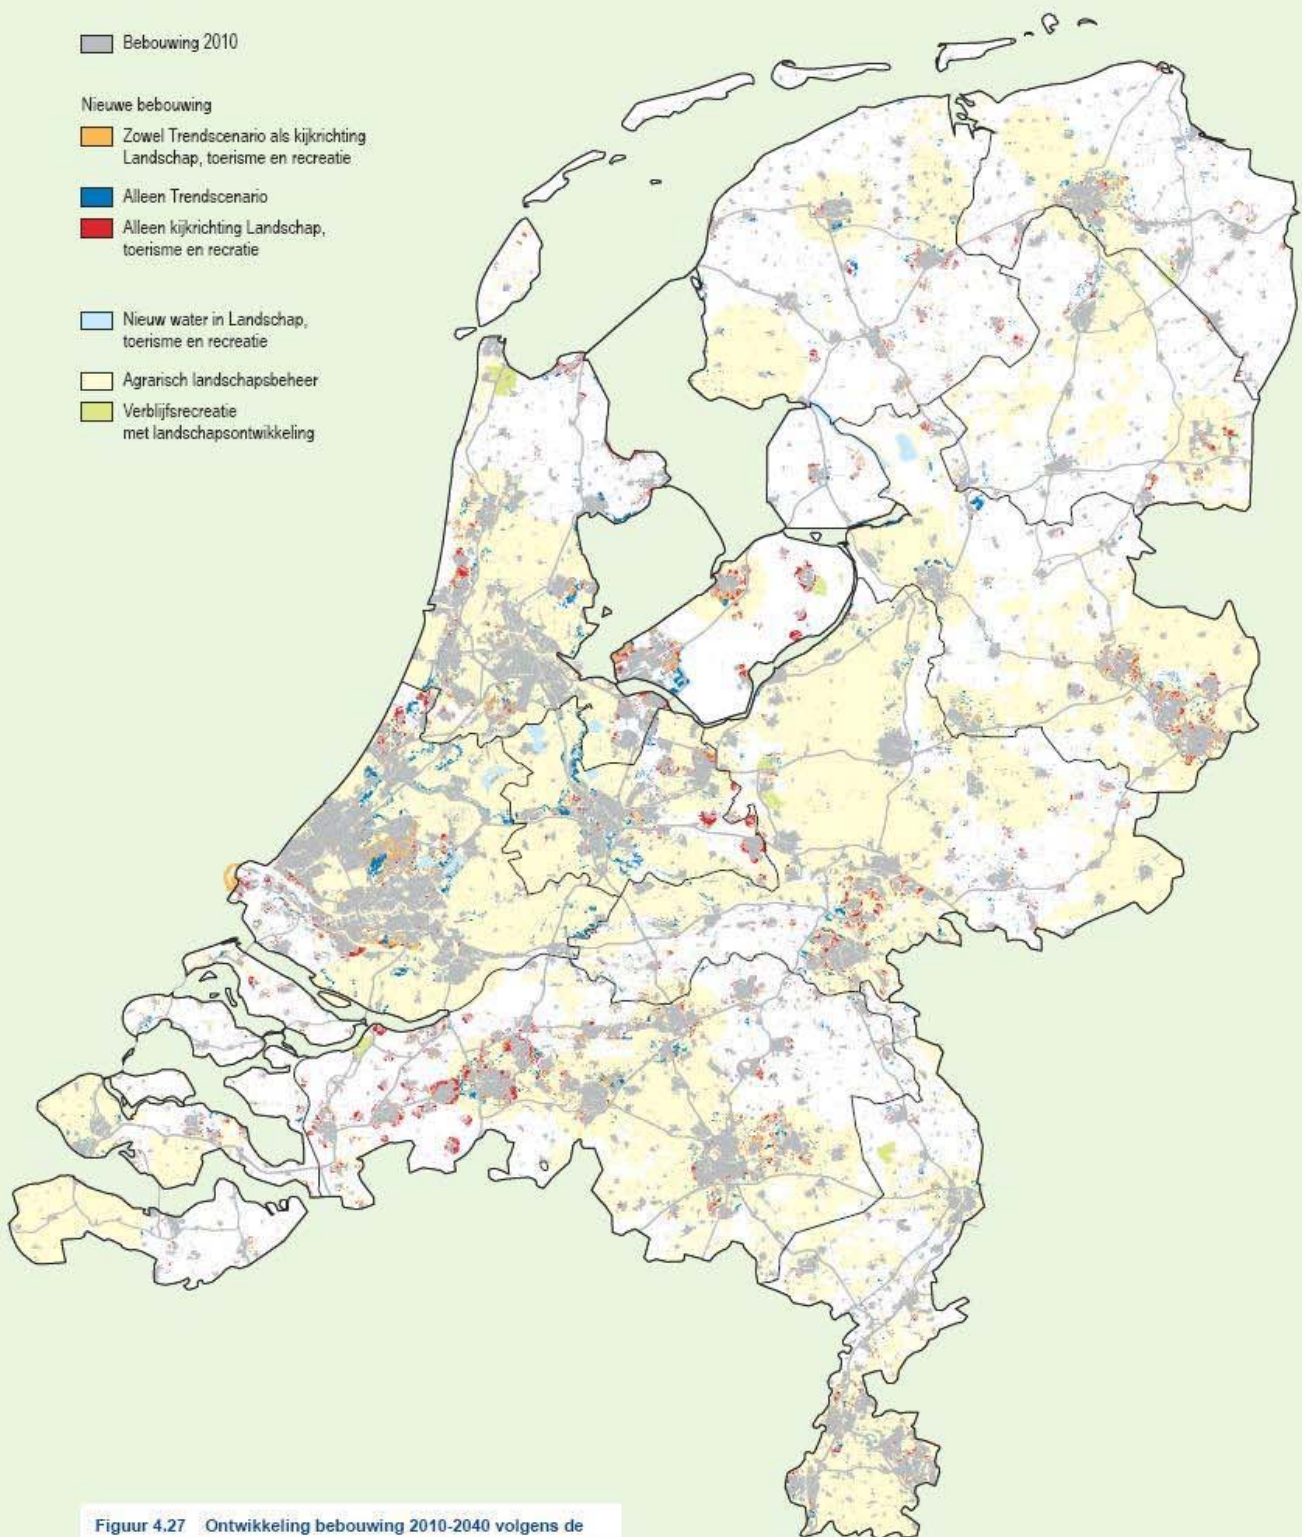 Bebouwing 2010
Nieuwe bebouwing
Zowel Trendscenario als kijkrichting
Landschap, toerisme en recreatie
Alleen Trendscenario
Alleen kijkrichting Landschap,
toerisme en recratie
Nieuw water in Landschap,
toerisme en recreatie
Agrarisch landschapsbeheer
Verblijfsrecreatie
met landschapsontwikkeling
Figuur 4.27 Ontwikkeling bebouwing 2010-2040 volgens de